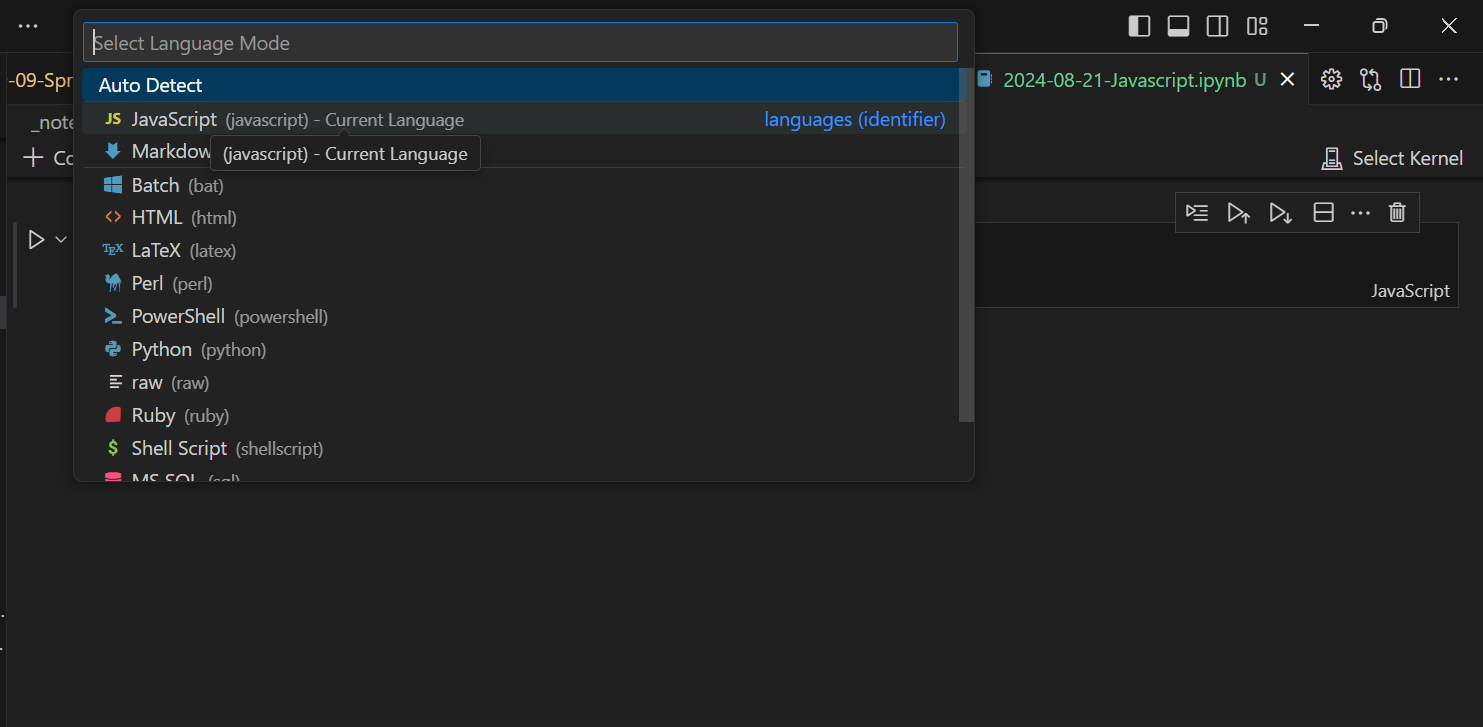 Select Language Mode
-09-Spr
2024-08-21-Javascript.ipynb U
Auto Detect
_note
JS JavaScript (javascript) - Current Language languages (identifier)
Markdow
(javascript) - Current Language
Co
Select Kernel
Batch (bat)
HTML (html)
TEX LaTeX (latex)
Perl (perl)
PowerShell (powershell)
JavaScript
Python (python)
raw (raw)
Ruby (ruby)
$ Shell Script (shellscript)
MS SQL (sql)